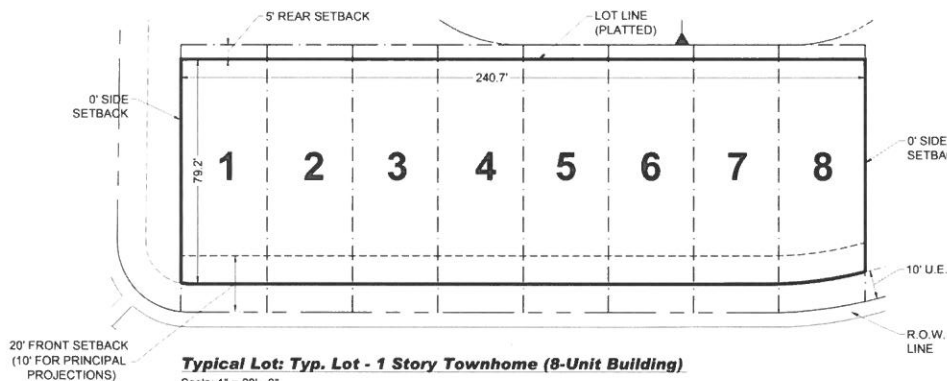 5' REAR SETBACK
LOT LINE
(PLATTED)
240.7'
0' SIDE
SETBACK
79.2'
1 2 3 4 5 6 7 8
0' SIDE
10' U.E.
R.O.W.
LINE
20' FRONT SETBACK
(10' FOR PRINCIPAL
PROJECTIONS)
Typical Lot: Typ. Lot - 1 Story Townhome (8-Unit Building)